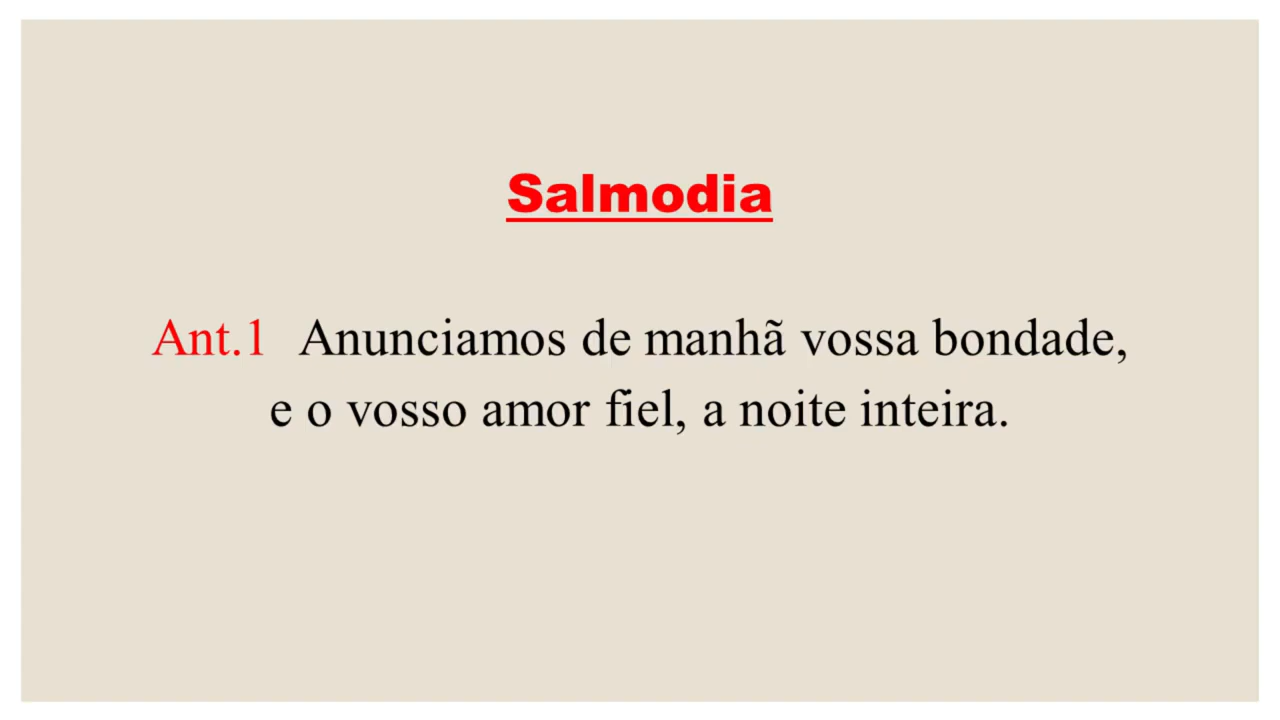 Salmodia
Ant.1 Anunciamos de manhã vossa bondade,
e o vosso amor fiel, a noite inteira.